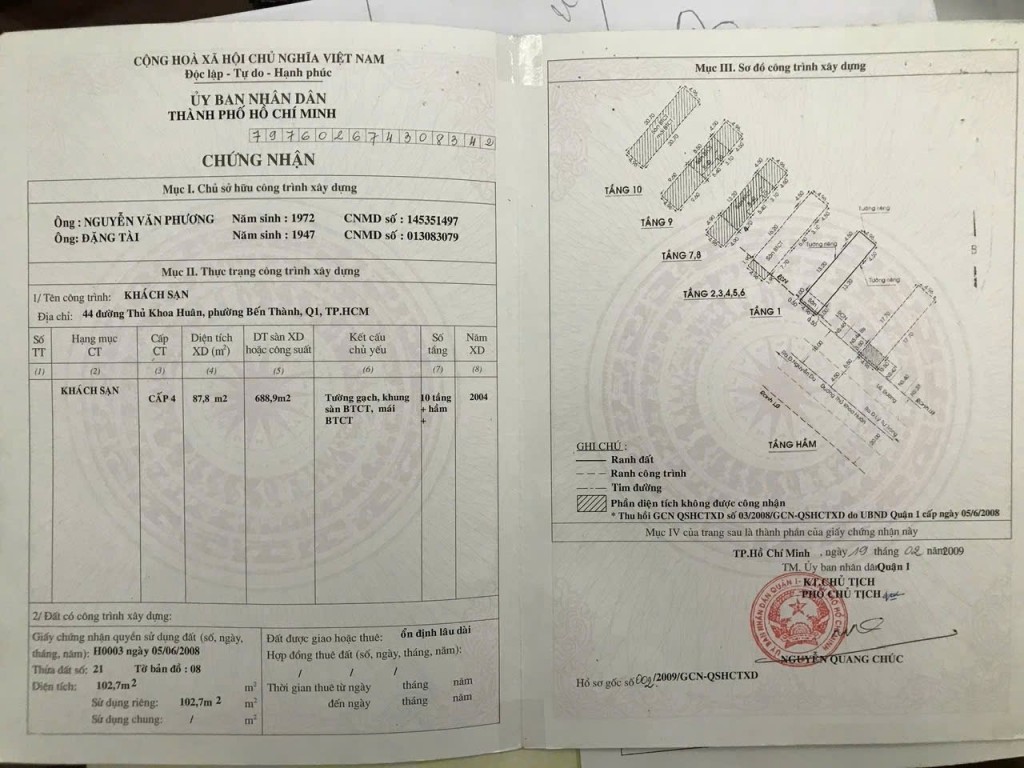 CỘNG HOÀ XÃ HỘI CHỦ NGHĨA VIỆT NAM
Độc lập - Tự do - Hạnh phúc
ỦY BAN NHÂN DÂN
THÀNH PHỐ HỒ CHÍ MINH
797602674308342
CHỨNG NHẬN
Mục I. Chủ sở hữu công trình xây dựng
Ông : NGUYỄN VĂN PHƯƠNG Năm sinh : 1972 CNMD số : 145351497
Ông: ĐẶNG TÀI Năm sinh : 1947 CNMD số : 013083079
Mục II. Thực trạng công trình xây dựng
1/ Tên công trình: KHÁCH SẠN
Địa chỉ: 44 đường Thủ Khoa Huân, phường Bến Thành, Q1, TP.HCM
Số TT Hạng mục CT Cấp CT Diện tích XD (m²) DT sàn XD hoặc công suất Kết cấu chủ yếu Số tầng Năm XD
(1) (2) (3) (4) (5) (6) (7) (8)
KHÁCH SẠN CẤP 4 87,8 m2 688,9m2 Tường gạch, khung 10 tầng 2004
sàn BTCT, mái + hầm
BTCT +
2/ Đất có công trình xây dựng:
Giấy chứng nhận quyền sử dụng đất (số, ngày,
tháng, năm): H0003 ngày 05/06/2008
Thửa đất số: 21 Tờ bản đồ : 08
Diện tích: 102,7m2 m²
Sử dụng riêng: 102,7m2 m²
Sử dụng chung: / m²
Đất được giao hoặc thuê: ổn định lâu dài
Hợp đồng thuê đất (số, ngày, tháng, năm):
/ / /
Thời gian thuê từ ngày tháng năm
đến ngày tháng năm
Mục III. Sơ đồ công trình xây dựng
TẦNG 10
TẦNG 9
TẦNG 7,8
TẦNG 2,3,4,5,6
TẦNG 1
Tường riêng
Tường riêng
Tường riêng
Ranh Lộ
TẦNG HẦM
GHI CHÚ :
Ranh đất
Ranh công trình
Tim đường
Phần diện tích không được công nhận
* Thu hồi GCN QSHCTXD số 03/2008/GCN-QSHCTXD do UBND Quận 1 cấp ngày 05/6/2008
Mục IV của trang sau là thành phần của giấy chứng nhận này
TP.Hồ Chí Minh , ngày 19 tháng 02 năm2009
TM. Ủy ban nhân dân Quận 1
KT.CHỦ TỊCH
PHÓ CHỦ TỊCH
NGUYỄN QUANG CHÚC
Hồ sơ gốc số 002/2009/GCN-QSHCTXD